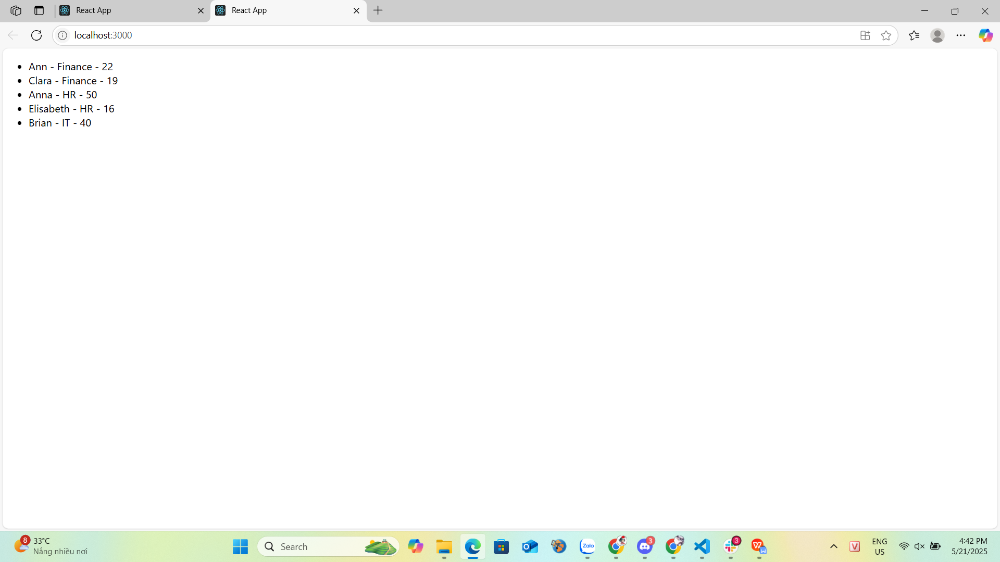 React App
React App
localhost:3000
Ann - Finance - 22
Clara - Finance - 19
Anna - HR - 50
Elisabeth - HR - 16
Brian - IT - 40
8
33°C
Nắng nhiều nơi
Search
Zalo
3
3
W
W
V
ENG
US
4:42 PM
5/21/2025